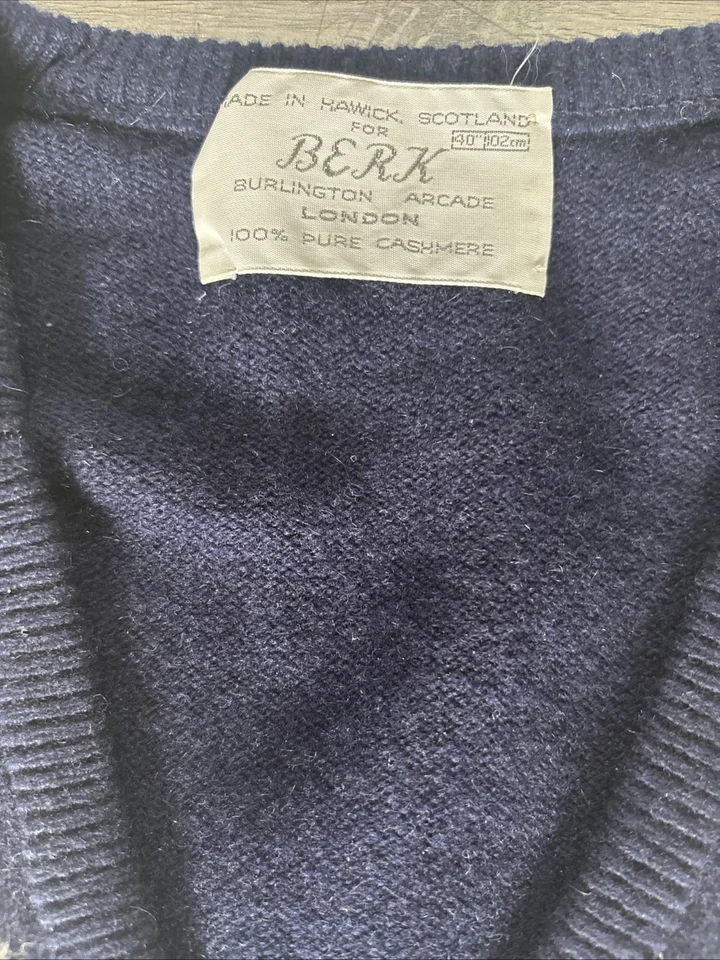 ADE IN HAWICK, SCOTLAND
FOR
40" 102cm
BERK
BURLINGTON ARCADE
LONDON
100% PURE CASHMERE